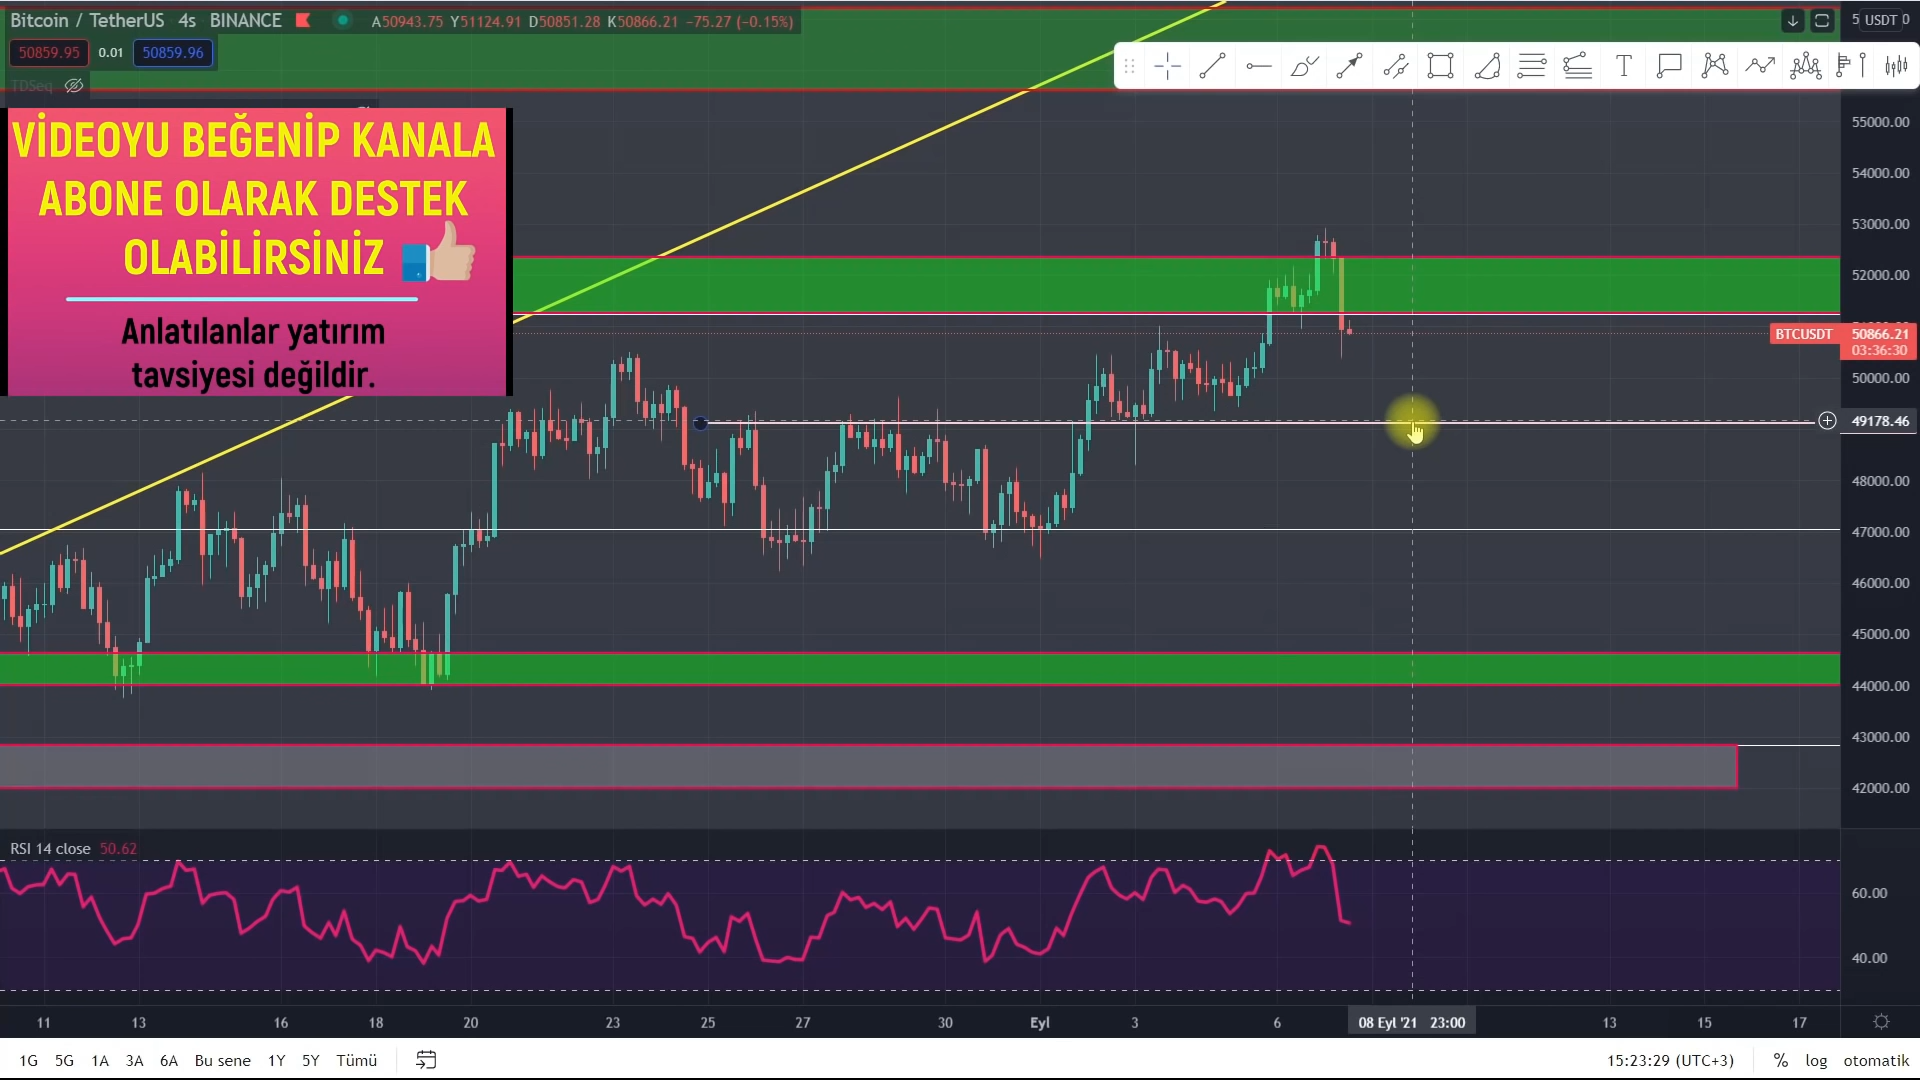 Bitcoin / TetherUS 4s BINANCE A50943.75 Y51124.91 D50851.28 K50866.21 −75.27 (−0.15%)
USDT
50859.95 0.01 50859.96
TDSeq
VİDEOYU BEĞENİP KANALA
ABONE OLARAK DESTEK
OLABİLİRSİNİZ
Anlatılanlar yatırım
tavsiyesi değildir.
55000.00
54000.00
53000.00
52000.00
BTCUSDT 50866.21
03:36:30
50000.00
49178.46
48000.00
47000.00
46000.00
45000.00
44000.00
43000.00
42000.00
RSI 14 close 50.62
60.00
40.00
11 13 16 18 20 23 25 27 30 Eyl 3 6 08 Eyl '21 23:00 13 15 17
1G 5G 1A 3A 6A Bu sene 1Y 5Y Tümü 15:23:29 (UTC+3) % log otomatik